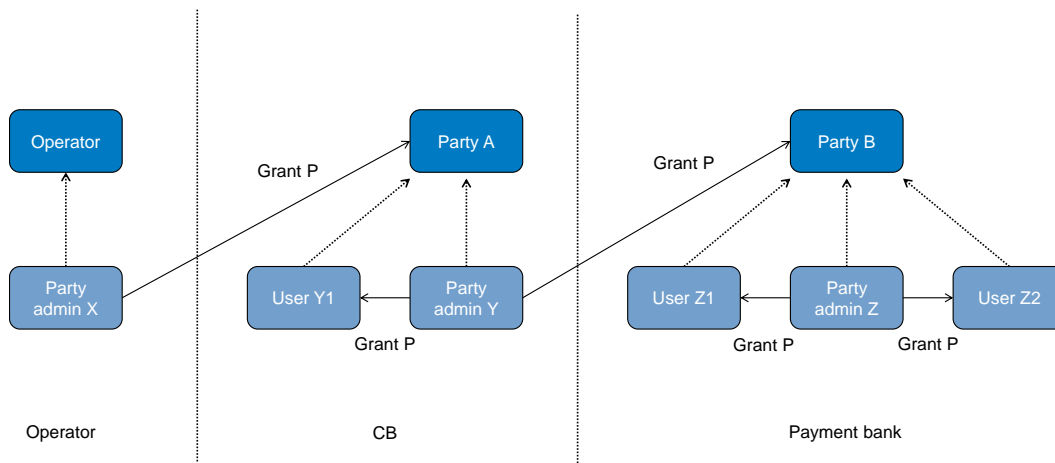 Operator
Party A
Party B
Grant P
Grant P
Party
admin X
User Y1
Party
admin Y
User Z1
Party
admin Z
User Z2
Grant P
Grant P
Grant P
Operator
CB
Payment bank